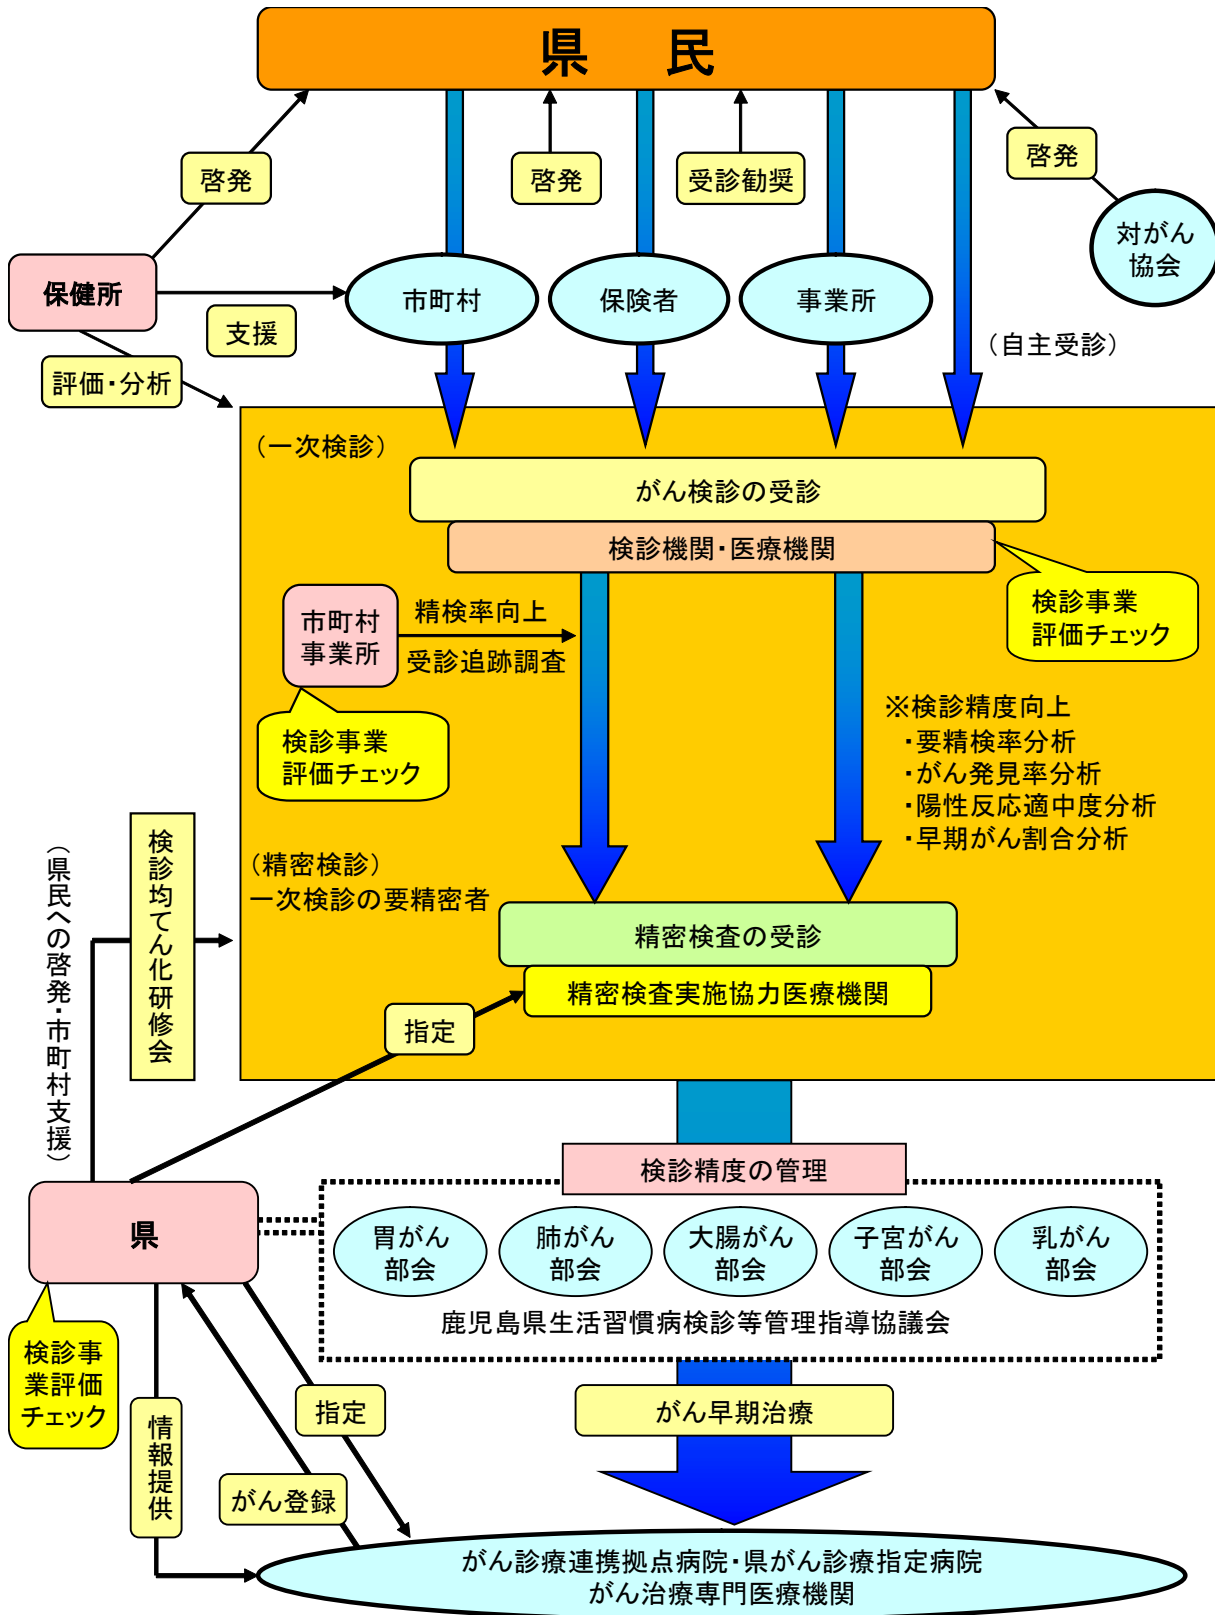 県　民
啓発
啓発
受診勧奨
啓発
対がん
協会
保健所
市町村
保険者
事業所
支援
（自主受診）
評価・分析
（一次検診）
がん検診の受診
検診機関・医療機関
市町村
事業所
精検率向上
受診追跡調査
検診事業
評価チェック
検診事業
評価チェック
※検診精度向上
・要精検率分析
・がん発見率分析
・陽性反応適中度分析
・早期がん割合分析
（県民への啓発・市町村支援）
検診均てん化研修会
（精密検診）
一次検診の要精密者
精密検査の受診
精密検査実施協力医療機関
指定
検診精度の管理
県
胃がん
部会
肺がん
部会
大腸がん
部会
子宮がん
部会
乳がん
部会
鹿児島県生活習慣病検診等管理指導協議会
検診事
業評価
チェック
情報提供
指定
がん登録
がん早期治療
がん診療連携拠点病院・県がん診療指定病院
がん治療専門医療機関